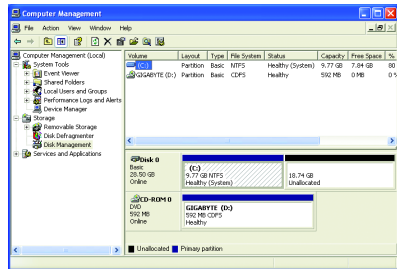 Computer Management
File Action View Window Help
Computer Management (Local)
System Tools
Event Viewer
Shared Folders
Local Users and Groups
Performance Logs and Alerts
Device Manager
Storage
Removable Storage
Disk Defragmenter
Disk Management
Services and Applications
Volume Layout Type File System Status Capacity Free Space %
(C:) Partition Basic NTFS Healthy (System) 9.77 GB 7.84 GB 80
GIGABYTE (D:) Partition Basic CDFS Healthy 592 MB 0 MB 0 %
Disk 0
Basic
28.50 GB
Online
(C:)
9.77 GB NTFS
Healthy (System)
18.74 GB
Unallocated
CD-ROM 0
DVD
592 MB
Online
GIGABYTE (D:)
592 MB CDFS
Healthy
Unallocated Primary partition